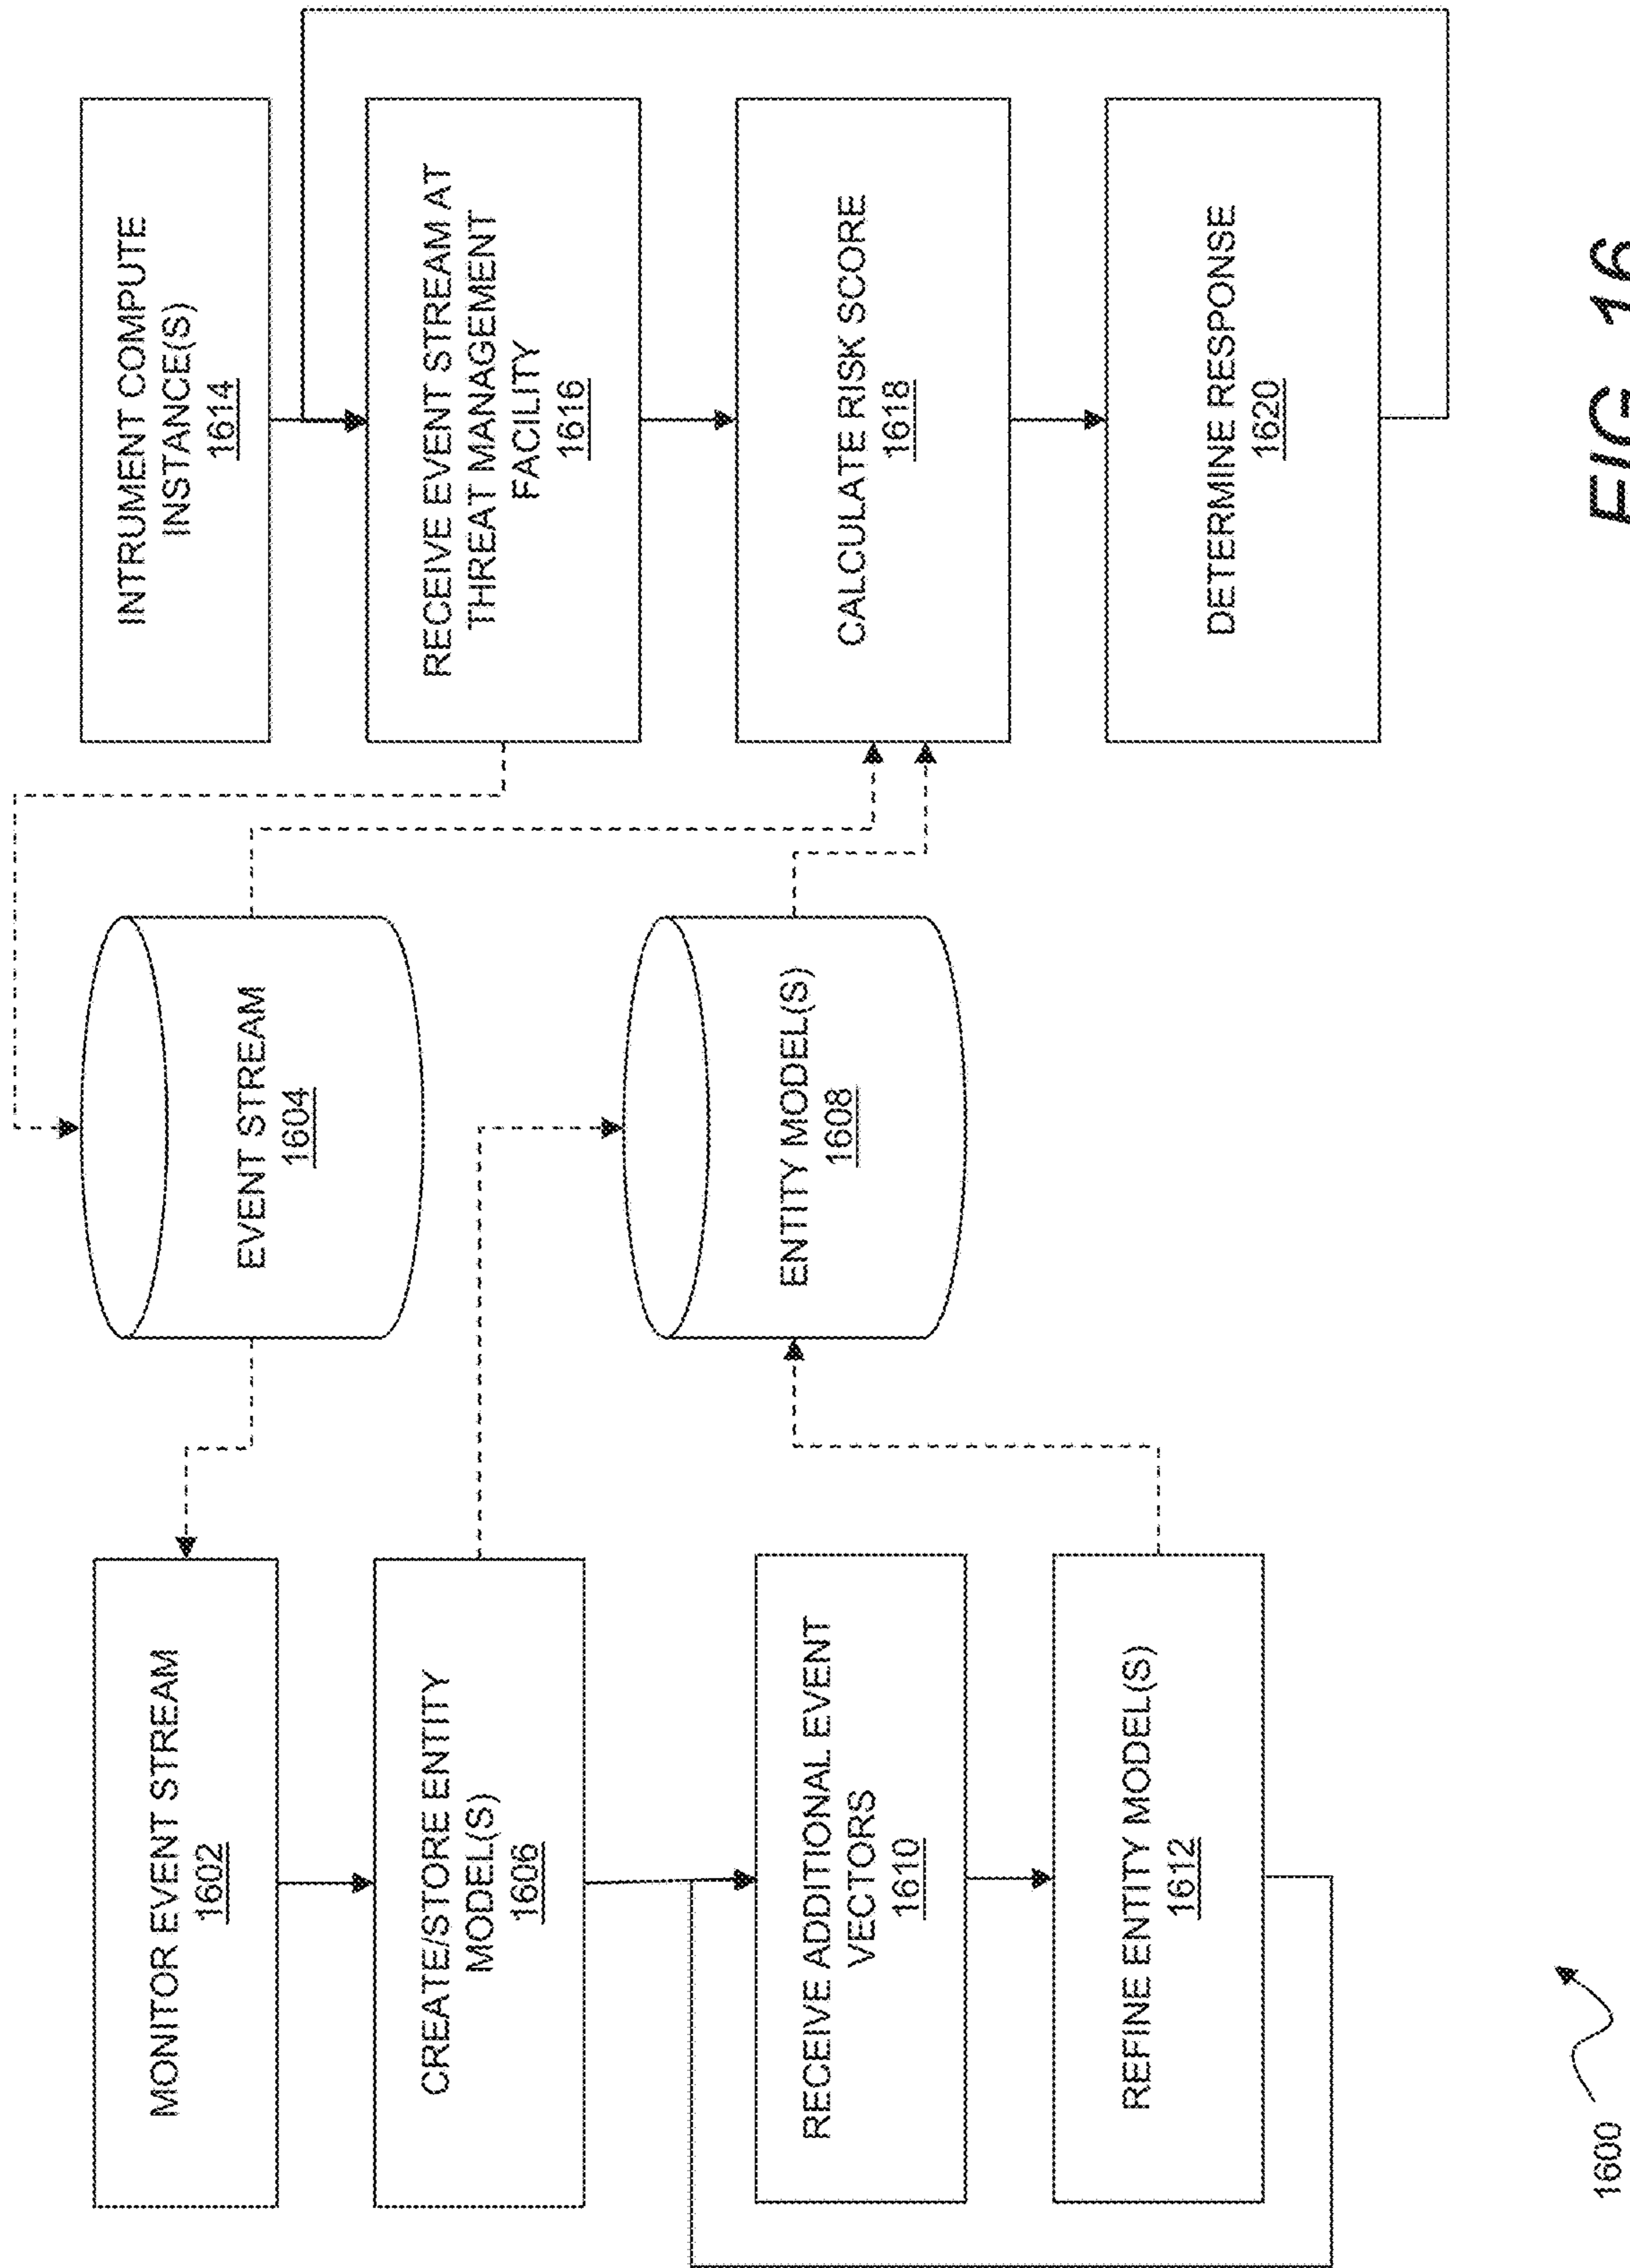 MONITOR EVENT STREAM
1602
CREATE/STORE ENTITY
MODEL(S)
1606
RECEIVE ADDITIONAL EVENT
VECTORS
1610
REFINE ENTITY MODEL(S)
1612
EVENT STREAM
1604
ENTITY MODEL(S)
1608
INTRUMENT COMPUTE
INSTANCE(S)
1614
RECEIVE EVENT STREAM AT
THREAT MANAGEMENT
FACILITY
1616
CALCULATE RISK SCORE
1618
DETERMINE RESPONSE
1620
1600
FIG. 16